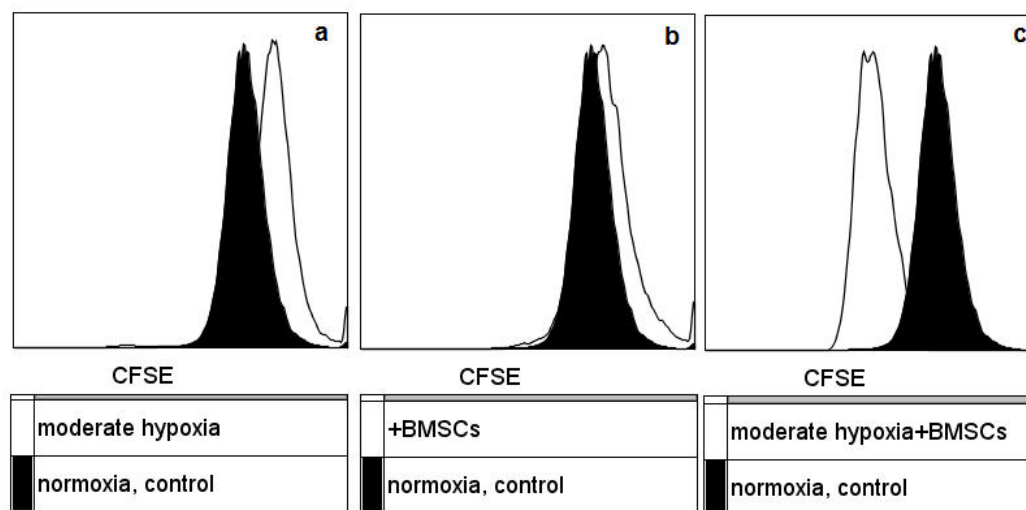 a
b
c
CFSE
CFSE
CFSE
moderate hypoxia
+BMSCs
moderate hypoxia+BMSCs
normoxia, control
normoxia, control
normoxia, control